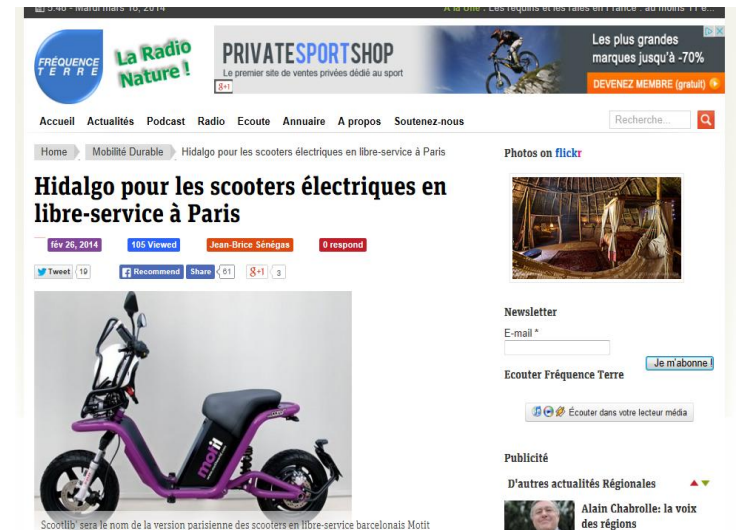 5:40 - Mardi mars 18, 2014
A la Une : Les requins et les raies en France : au moins 11 e...
FRÉQUENCE
TERRE
La Radio
Nature !
PRIVATESPORTSHOP
Le premier site de ventes privées dédié au sport
g+1
Les plus grandes
marques jusqu'à -70%
DEVENEZ MEMBRE (gratuit)
Accueil Actualités Podcast Radio Ecoute Annuaire A propos Soutenez-nous
Recherche...
Home Mobilité Durable Hidalgo pour les scooters électriques en libre-service à Paris
Hidalgo pour les scooters électriques en
libre-service à Paris
fév 26, 2014 105 Viewed Jean-Brice Sénégas 0 respond
Tweet 19 Recommend Share 61 g+1 3
motit
Scootlib' sera le nom de la version parisienne des scooters en libre-service barcelonais Motit
Photos on flickr
Newsletter
E-mail *
Je m'abonne !
Ecouter Fréquence Terre
Écouter dans votre lecteur média
Publicité
D'autres actualités Régionales
Alain Chabrolle: la voix
des régions